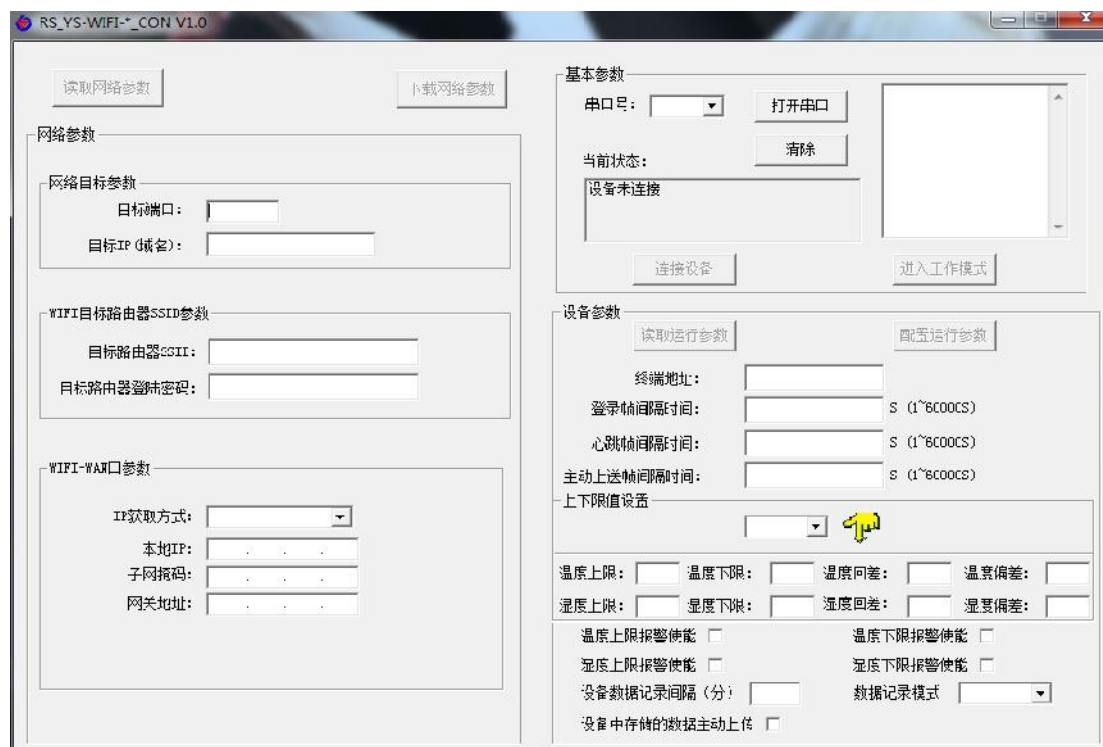 RS_YS-WIFI-*_CON V1.0
读取网络参数
下载网络参数
网络参数
网络目标参数
目标端口：
目标IP(域名)：
WIFI目标路由器SSID参数
目标路由器SSII：
目标路由器登陆密码：
WIFI-WAN口参数
IP获取方式：
本地IP：
子网掩码：
网关地址：
基本参数
串口号：
打开串口
清除
当前状态：
设备未连接
连接设备
进入工作模式
设备参数
读取运行参数
配置运行参数
终端地址：
登录帧间隔时间：
S (1~6000CS)
心跳帧间隔时间：
S (1~6000CS)
主动上送帧间隔时间：
S (1~6000CS)
上下限值设置
温度上限：
温度下限：
温度回差：
温度偏差：
湿度上限：
湿度下限：
湿度回差：
湿度偏差：
温度上限报警使能
温度下限报警使能
湿度上限报警使能
湿度下限报警使能
设备数据记录间隔（分）
数据记录模式
设备中存储的数据主动上传